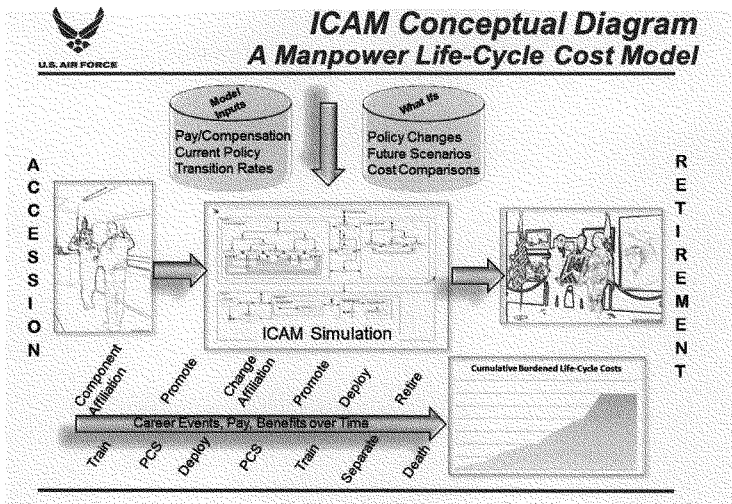 ICAM Conceptual Diagram
A Manpower Life-Cycle Cost Model
U.S. AIR FORCE
Model
Inputs
Pay/Compensation
Current Policy
Transition Rates
What Ifs
Policy Changes
Future Scenarios
Cost Comparisons
ACCESSION
RETIREMENT
ICAM Simulation
Component
Affiliation
Promote
Change
Affiliation
Promote
Deploy
Retire
Career Events, Pay, Benefits over Time
Train
PCS
Deploy
PCS
Train
Separate
Death
Cumulative Burdened Life-Cycle Costs